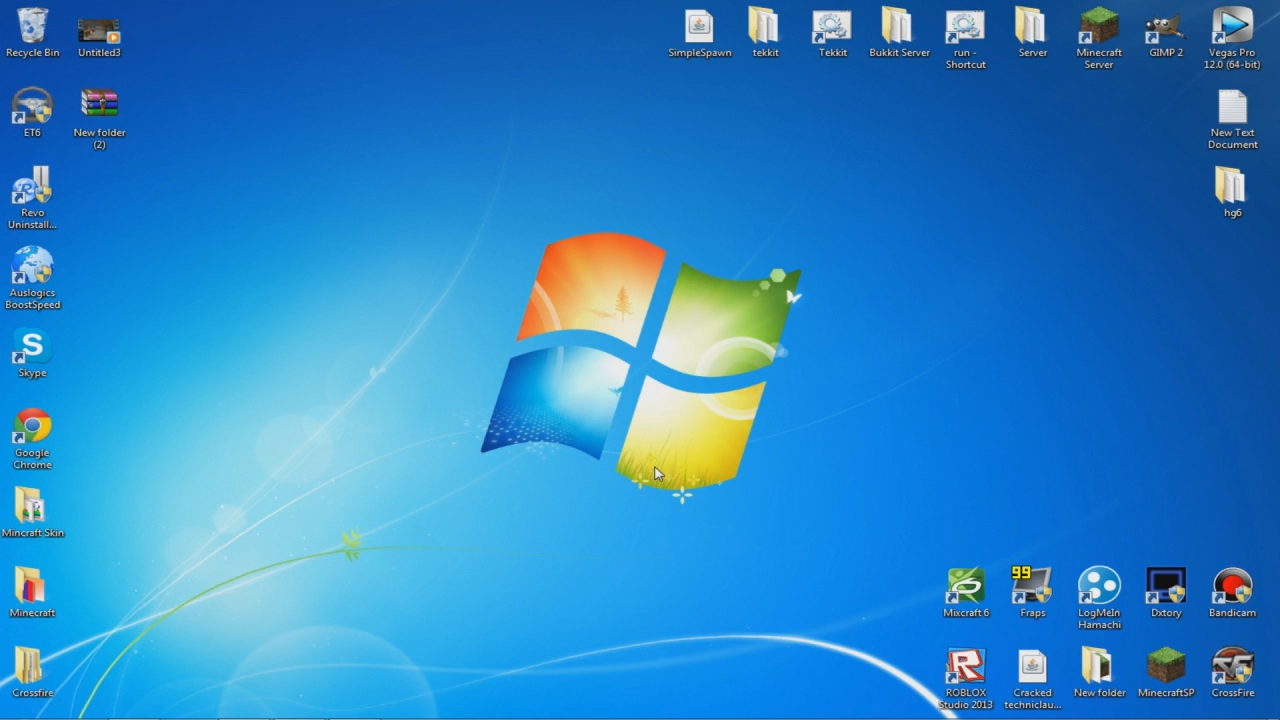 Recycle Bin
Untitled3
SimpleSpawn
tekkit
Tekkit
Bukkit Server
run -
Shortcut
Server
Minecraft
Server
GIMP 2
Vegas Pro
12.0 (64-bit)
ET6
New folder
(2)
New Text
Document
Revo
Uninstall...
hg6
Auslogics
BoostSpeed
S
Skype
Google
Chrome
Mincraft Skin
Minecraft
99
Mixcraft 6
Fraps
LogMeIn
Hamachi
Dxtory
Bandicam
Crossfire
R
ROBLOX
Studio 2013
Cracked
techniclau...
New folder
MinecraftSP
CF
CrossFire